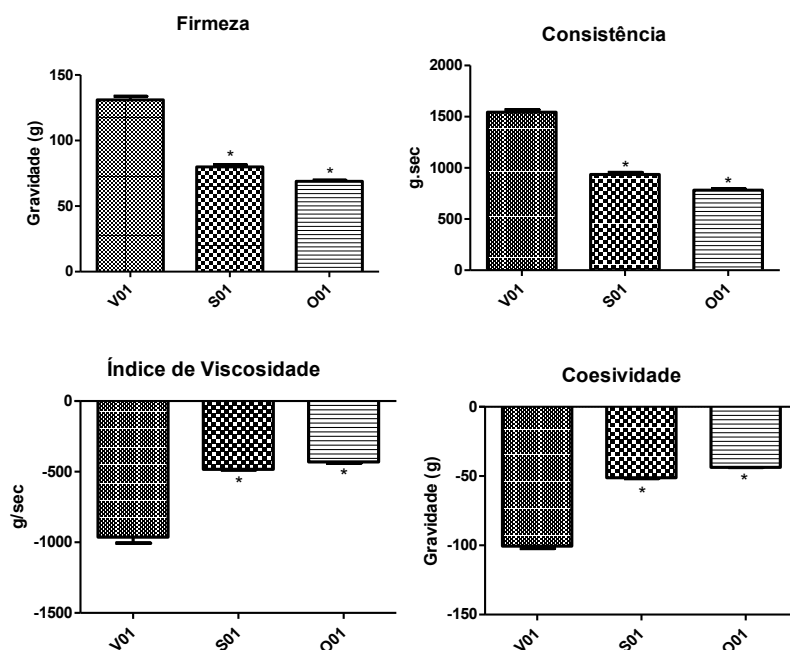 Firmeza
Gravidade (g)
150
100
50
0
*
*
V01
S01
O01
Consistência
g.sec
2000
1500
1000
500
0
*
*
V01
S01
O01
Índice de Viscosidade
g/sec
0
-500
-1000
-1500
*
*
V01
S01
O01
Coesividade
Gravidade (g)
0
-50
-100
-150
*
*
V01
S01
O01